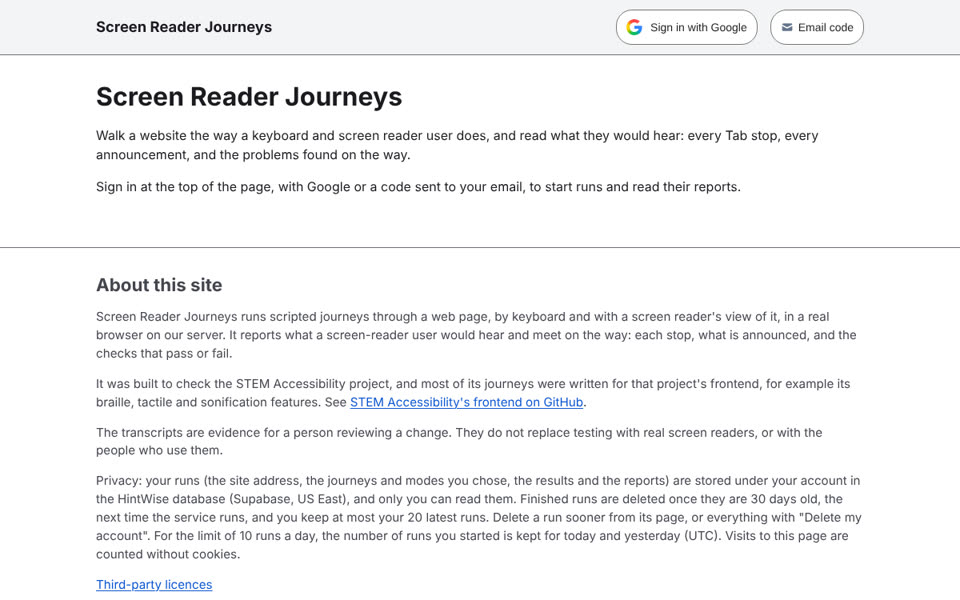 Screen Reader Journeys
Sign in with Google
Email code
Screen Reader Journeys
Walk a website the way a keyboard and screen reader user does, and read what they would hear: every Tab stop, every
announcement, and the problems found on the way.
Sign in at the top of the page, with Google or a code sent to your email, to start runs and read their reports.
About this site
Screen Reader Journeys runs scripted journeys through a web page, by keyboard and with a screen reader's view of it, in a real
browser on our server. It reports what a screen-reader user would hear and meet on the way: each stop, what is announced, and the
checks that pass or fail.
It was built to check the STEM Accessibility project, and most of its journeys were written for that project's frontend, for example its
braille, tactile and sonification features. See STEM Accessibility's frontend on GitHub.
The transcripts are evidence for a person reviewing a change. They do not replace testing with real screen readers, or with the
people who use them.
Privacy: your runs (the site address, the journeys and modes you chose, the results and the reports) are stored under your account in
the HintWise database (Supabase, US East), and only you can read them. Finished runs are deleted once they are 30 days old, the
next time the service runs, and you keep at most your 20 latest runs. Delete a run sooner from its page, or everything with "Delete my
account". For the limit of 10 runs a day, the number of runs you started is kept for today and yesterday (UTC). Visits to this page are
counted without cookies.
Third-party licences